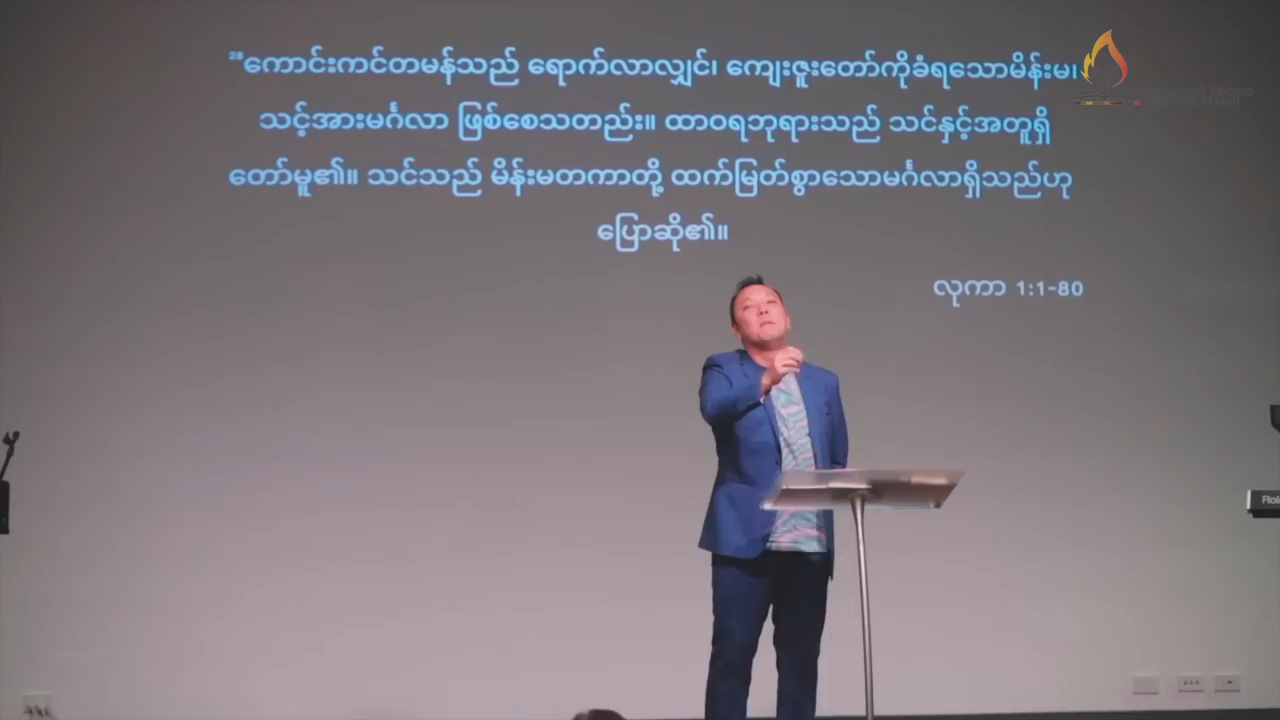 ²⁸ကောင်းကင်တမန်သည် ရောက်လာလျှင်၊ ကျေးဇူးတော်ကိုခံရသောမိန်းမ၊
သင့်အားမင်္ဂလာ ဖြစ်စေသတည်း။ ထာဝရဘုရားသည် သင်နှင့်အတူရှိ
တော်မူ၏။ သင်သည် မိန်းမတကာတို့ ထက်မြတ်စွာသောမင်္ဂလာရှိသည်ဟု
ပြောဆို၏။
လုကာ 1:1-80